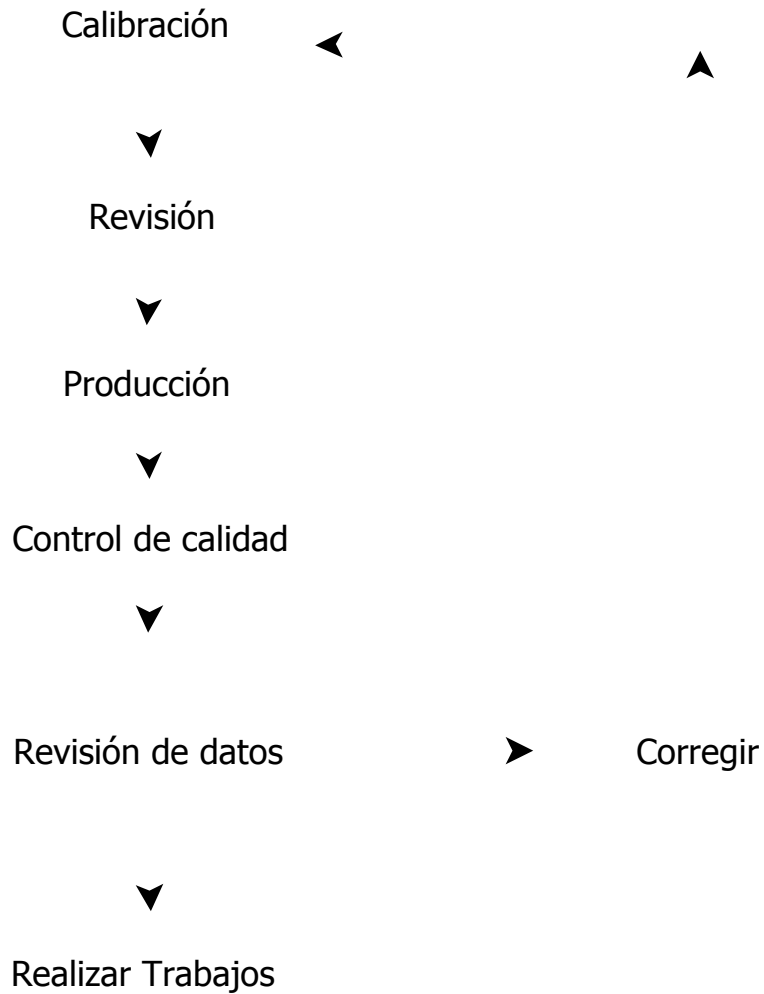 Calibración
Revisión
Producción
Control de calidad
Revisión de datos
Corregir
Realizar Trabajos